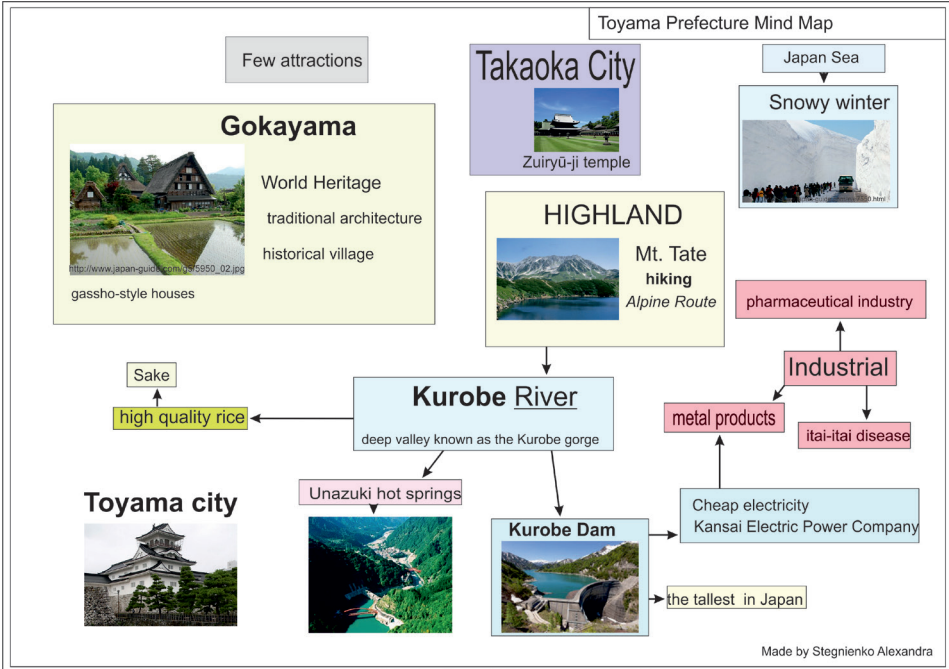 Toyama Prefecture Mind Map
Few attractions
Takaoka City
Zuiryū-ji temple
Japan Sea
Snowy winter
Gokayama
World Heritage
traditional architecture
historical village
http://www.japan-guide.com/g5/5950_02.jpg
gassho-style houses
HIGHLAND
Mt. Tate
hiking
Alpine Route
pharmaceutical industry
Industrial
metal products
itai-itai disease
Sake
high quality rice
Kurobe River
deep valley known as the Kurobe gorge
Unazuki hot springs
Toyama city
Kurobe Dam
Cheap electricity
Kansai Electric Power Company
the tallest in Japan
Made by Stegnienko Alexandra